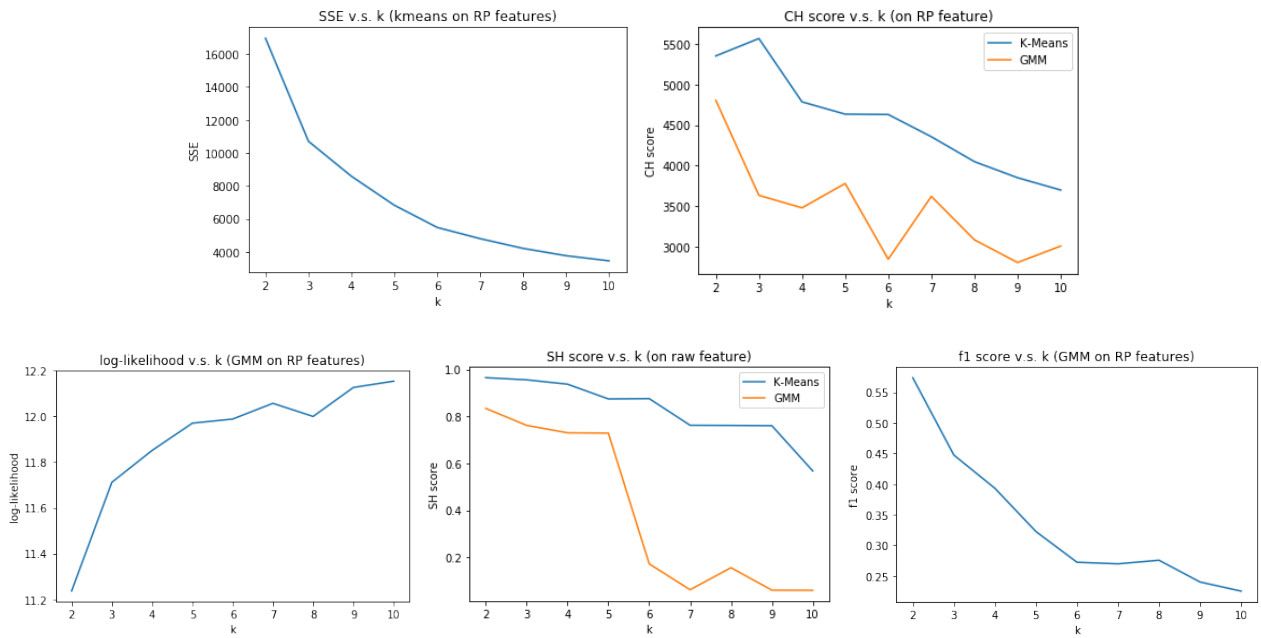 SSE v.s. k (kmeans on RP features)
16000
14000
12000
10000
8000
6000
4000
SSE
2 3 4 5 6 7 8 9 10
k
CH score v.s. k (on RP feature)
K-Means
GMM
5500
5000
4500
4000
3500
3000
CH score
2 3 4 5 6 7 8 9 10
k
log-likelihood v.s. k (GMM on RP features)
12.2
12.0
11.8
11.6
11.4
11.2
log-likelihood
2 3 4 5 6 7 8 9 10
k
SH score v.s. k (on raw feature)
K-Means
GMM
1.0
0.8
0.6
0.4
0.2
SH score
2 3 4 5 6 7 8 9 10
k
f1 score v.s. k (GMM on RP features)
0.55
0.50
0.45
0.40
0.35
0.30
0.25
f1 score
2 3 4 5 6 7 8 9 10
k